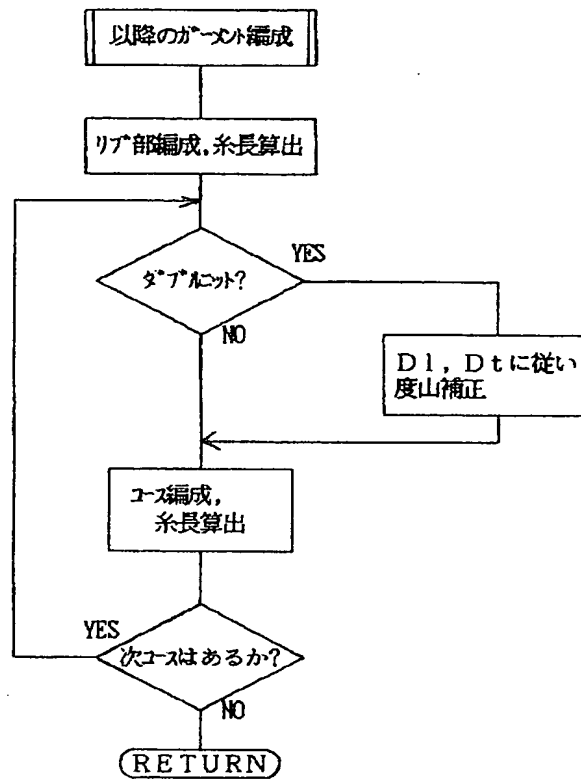 以降のガーメント編成
リブ部編成,糸長算出
ダブルニット?
YES
NO
Dl,Dtに従い
度山補正
コース編成,
糸長算出
YES
次コースはあるか?
NO
RETURN